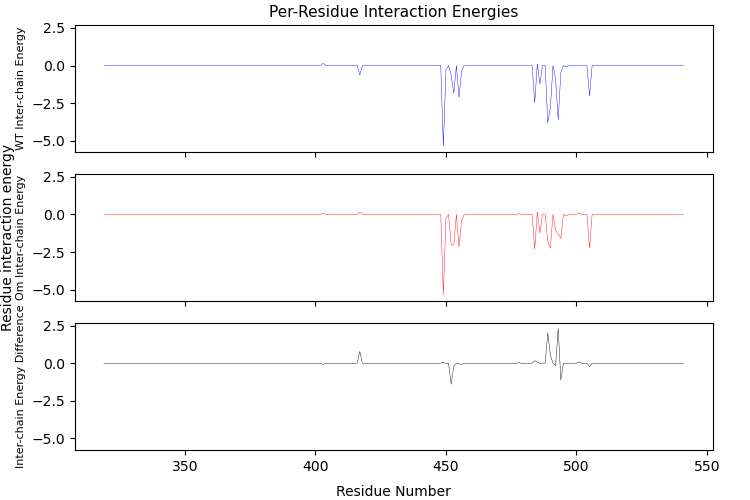 Per-Residue Interaction Energies
Residue interaction energy
WT Inter-chain Energy
2.5
0.0
−2.5
−5.0
Om Inter-chain Energy
2.5
0.0
−2.5
−5.0
Inter-chain Energy Difference
2.5
0.0
−2.5
−5.0
350
400
450
500
550
Residue Number